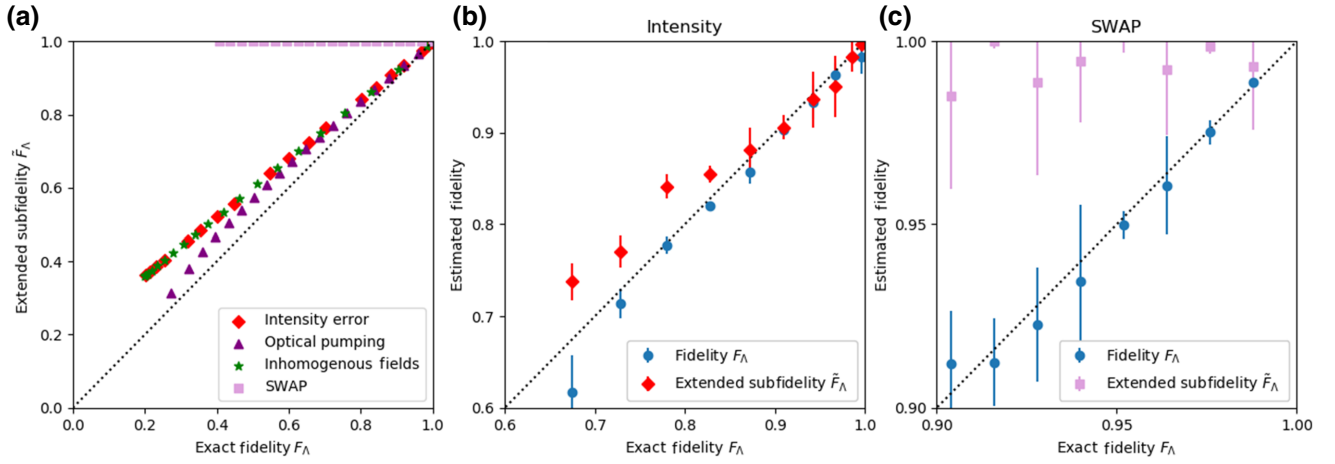 (a)
1.0
0.8
0.6
0.4
0.2
0.0
Extended subfidelity F̃Λ
Intensity error
Optical pumping
Inhomogenous fields
SWAP
0.0 0.2 0.4 0.6 0.8 1.0
Exact fidelity FΛ
(b)
Intensity
1.0
0.9
0.8
0.7
0.6
Estimated fidelity
Fidelity FΛ
Extended subfidelity F̃Λ
0.6 0.7 0.8 0.9 1.0
Exact fidelity FΛ
(c)
SWAP
1.00
0.95
0.90
Estimated fidelity
Fidelity FΛ
Extended subfidelity F̃Λ
0.90 0.95 1.00
Exact fidelity FΛ